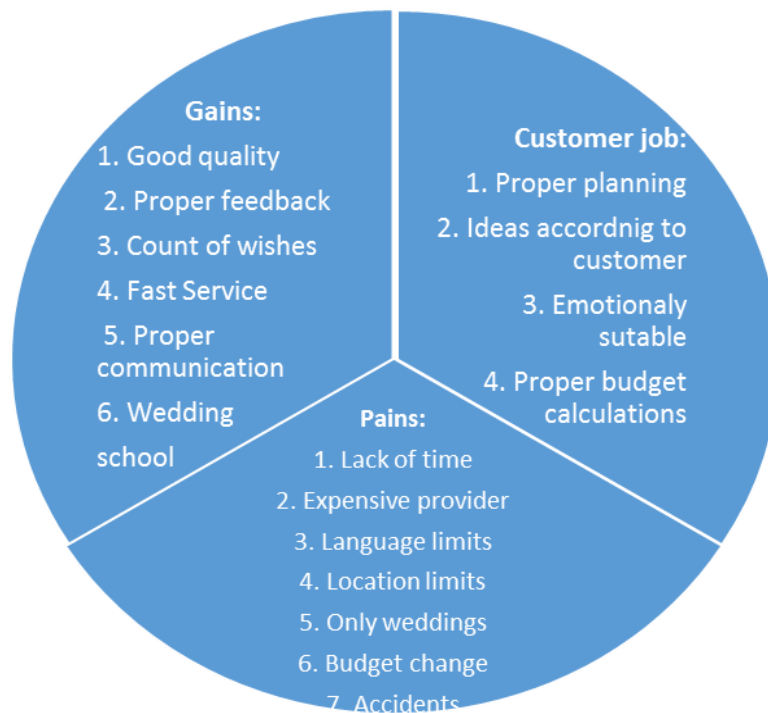 Gains:
1. Good quality
2. Proper feedback
3. Count of wishes
4. Fast Service
5. Proper
communication
6. Wedding
school
Customer job:
1. Proper planning
2. Ideas accordnig to
customer
3. Emotionaly
sutable
4. Proper budget
calculations
Pains:
1. Lack of time
2. Expensive provider
3. Language limits
4. Location limits
5. Only weddings
6. Budget change
7. Accidents